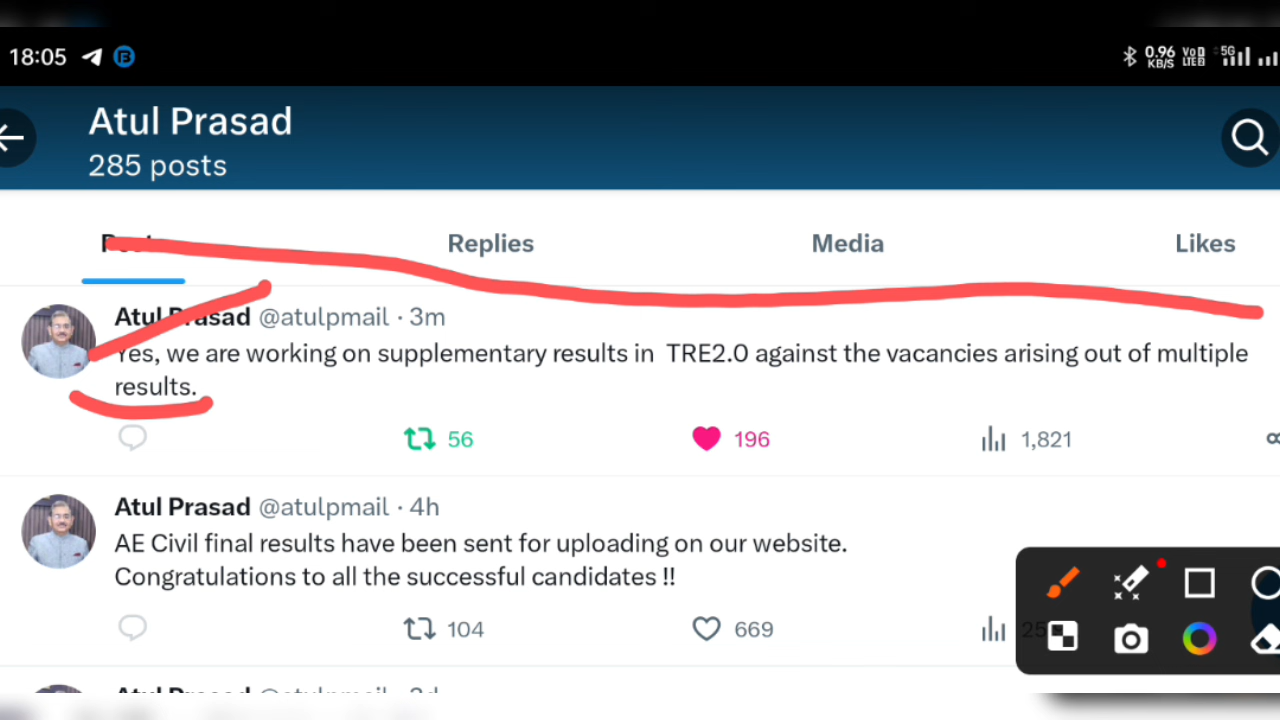 18:05
0.96 KB/S VoD LTE2 5G
Atul Prasad
285 posts
Replies Media Likes
Atul Prasad @atulpmail · 3m
Yes, we are working on supplementary results in TRE2.0 against the vacancies arising out of multiple
results.
56 196 1,821
Atul Prasad @atulpmail · 4h
AE Civil final results have been sent for uploading on our website.
Congratulations to all the successful candidates !!
104 669